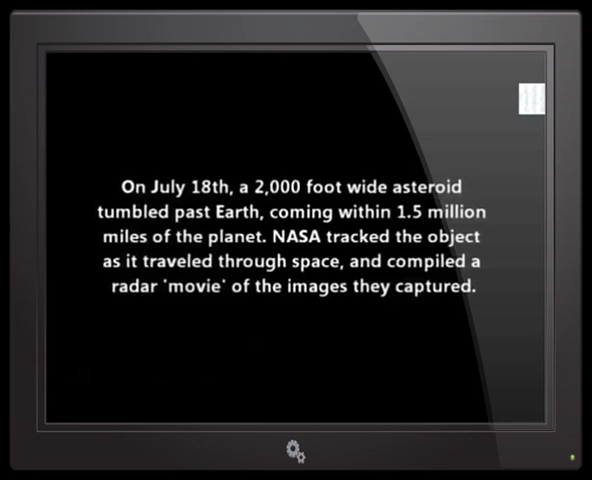 On July 18th, a 2,000 foot wide asteroid
tumbled past Earth, coming within 1.5 million
miles of the planet. NASA tracked the object
as it traveled through space, and compiled a
radar 'movie' of the images they captured.